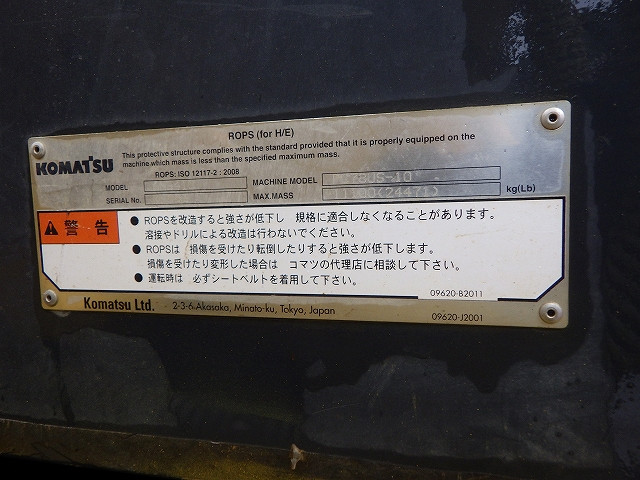 ROPS (for H/E)
KOMATSU
This protective structure complies with the standard provided that it is properly equipped on the
machine,which mass is less than the specified maximum mass.
ROPS: ISO 12117-2 : 2008
MODEL
MACHINE MODEL
SERIAL No.
MAX.MASS
kg(Lb)
警告
● ROPSを改造すると強さが低下し 規格に適合しなくなることがあります。
溶接やドリルによる改造は行わないでください。
● ROPSは 損傷を受けたり転倒したりすると強さが低下します。
損傷を受けたり変形した場合は コマツの代理店に相談して下さい。
● 運転時は 必ずシートベルトを着用して下さい。
09620-B2011
Komatsu Ltd.
2-3-6,Akasaka, Minato-ku, Tokyo, Japan
09620-J2001